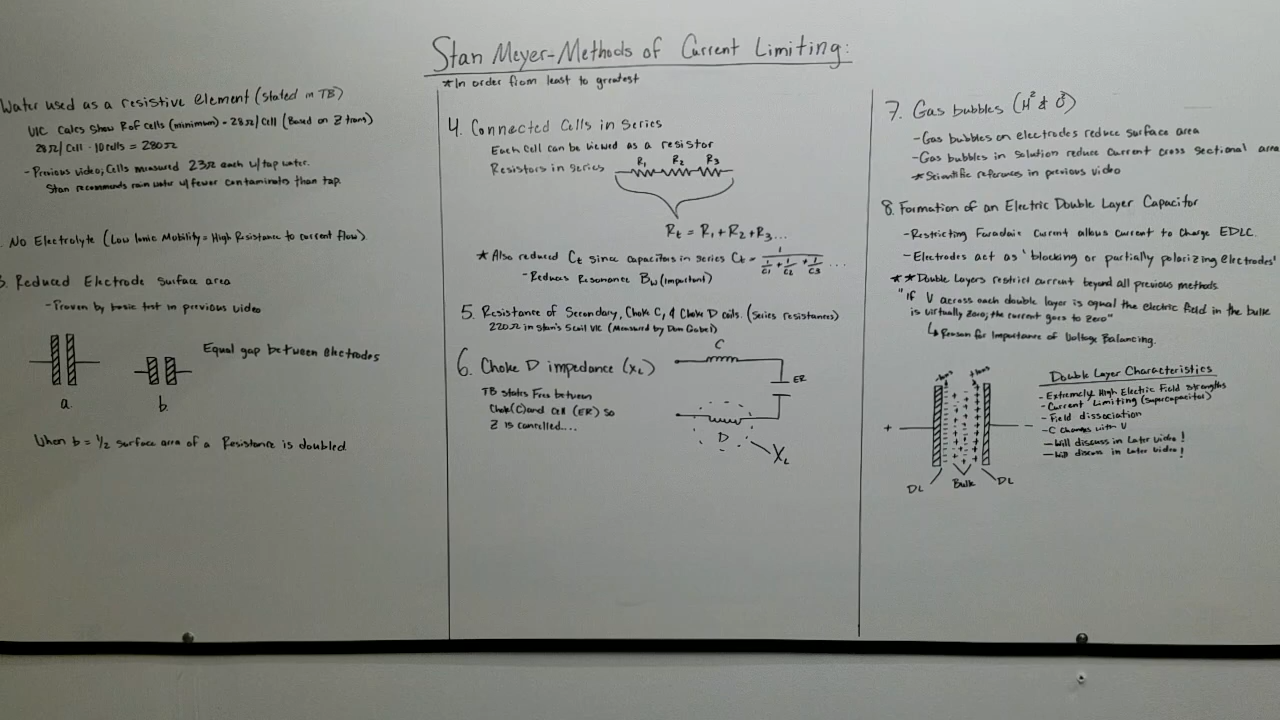 Stan Meyer-Methods of Current Limiting:
*In order from least to greatest
Water used as a resistive element (stated in TB)
VIC Calcs show R of cells (minimum) - 28Ω/Cell (Based on Z trans)
28Ω/Cell · 10 cells = 280Ω
- Previous video; Cells measured 23Ω each w/tap water.
Stan recommends rain water w/fewer contaminates than tap.
. No Electrolyte (Low Ionic Mobility = High Resistance to current flow)
3. Reduced Electrode surface area
- Proven by basic test in previous video
Equal gap between electrodes
a. b.
When b = 1/2 surface area of a Resistance is doubled.
4. Connected Cells in Series
Each cell can be viewed as a resistor
Resistors in series
R1 R2 R3
Rt = R1 + R2 + R3...
* Also reduced Ct since capacitors in series Ct = 1 / (1/C1 + 1/C2 + 1/C3) ...
- Reduces Resonance Bw (Important)
5. Resistance of Secondary, Choke C, & Choke D coils. (Series resistances)
220Ω in Stan's 5coil VIC (Measured by Don Gabel)
6. Choke D impedance (XL)
TB states Fres between
Chok(C) and Cell (ER) so
Z is cancelled....
C
ER
D
XL
7. Gas bubbles (H² & O³)
- Gas bubbles on electrodes reduce surface area
- Gas bubbles in solution reduce current cross sectional area
* Scientific references in previous video
8. Formation of an Electric Double Layer Capacitor
- Restricting Faradaic Current allows current to charge EDLC.
- Electrodes act as 'blocking or partially polarizing electrodes'
* * Double Layers restrict current beyond all previous methods
"If V across each double layer is equal the electric field in the bulk
is virtually zero; the current goes to zero"
↳ Reason for Importance of Voltage Balancing.
Double Layer Characteristics
- Extremely High Electric Field Strengths
- Current Limiting (supercapacitor)
- Field dissociation
- C Changes with V
- Will discuss in Later video!
- Will discuss in Later video!
+ -
DL Bulk DL